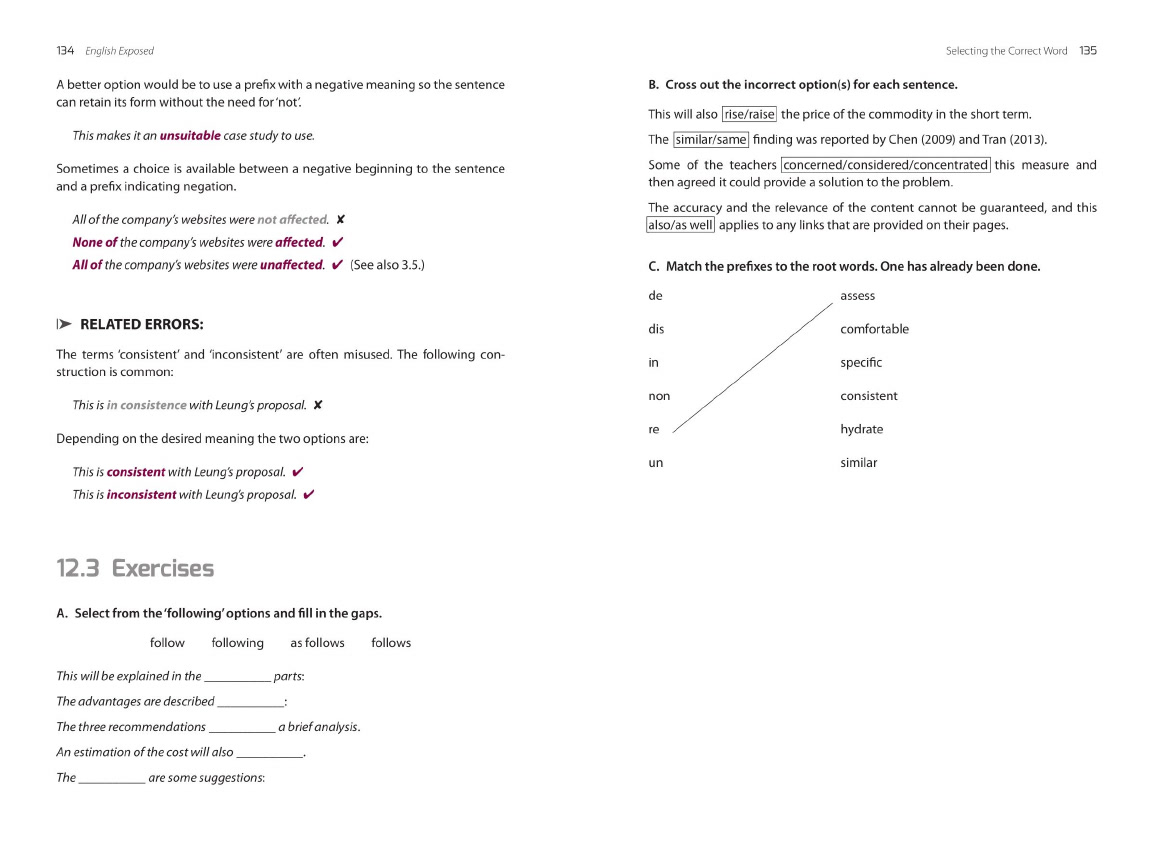 134 English Exposed
A better option would be to use a prefix with a negative meaning so the sentence
can retain its form without the need for 'not'.
This makes it an unsuitable case study to use.
Sometimes a choice is available between a negative beginning to the sentence
and a prefix indicating negation.
All of the company's websites were not affected. ✘
None of the company's websites were affected. ✔
All of the company's websites were unaffected. ✔ (See also 3.5.)
RELATED ERRORS:
The terms 'consistent' and 'inconsistent' are often misused. The following con-
struction is common:
This is in consistence with Leung's proposal. ✘
Depending on the desired meaning the two options are:
This is consistent with Leung's proposal. ✔
This is inconsistent with Leung's proposal. ✔
12.3 Exercises
A. Select from the 'following' options and fill in the gaps.
follow following as follows follows
This will be explained in the __________ parts:
The advantages are described __________:
The three recommendations __________ a brief analysis.
An estimation of the cost will also __________.
The __________ are some suggestions:
Selecting the Correct Word 135
B. Cross out the incorrect option(s) for each sentence.
This will also rise/raise the price of the commodity in the short term.
The similar/same finding was reported by Chen (2009) and Tran (2013).
Some of the teachers concerned/considered/concentrated this measure and
then agreed it could provide a solution to the problem.
The accuracy and the relevance of the content cannot be guaranteed, and this
also/as well applies to any links that are provided on their pages.
C. Match the prefixes to the root words. One has already been done.
de assess
dis comfortable
in specific
non consistent
re hydrate
un similar